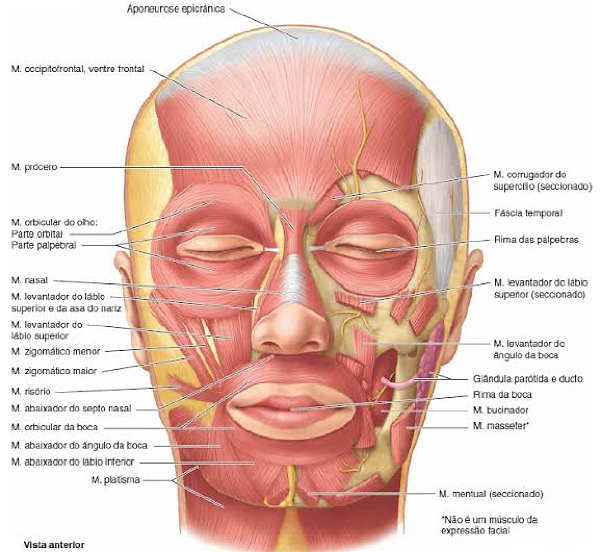 Aponeurose epicrânica
M. occipitofrontal, ventre frontal
M. prócero
M. orbicular do olho:
Parte orbital
Parte palpebral
M. nasal
M. levantador do lábio
superior e da asa do nariz
M. levantador do
lábio superior
M. zigomático menor
M. zigomático maior
M. risório
M. abaixador do septo nasal
M. orbicular da boca
M. abaixador do ângulo da boca
M. abaixador do lábio inferior
M. platisma
Vista anterior
M. corrugador do
supercílio (seccionado)
Fáscia temporal
Rima das pálpebras
M. levantador do lábio
superior (seccionado)
M. levantador do
ângulo da boca
Glândula parótida e ducto
Rima da boca
M. bucinador
M. masseter*
M. mentual (seccionado)
*Não é um músculo da
expressão facial